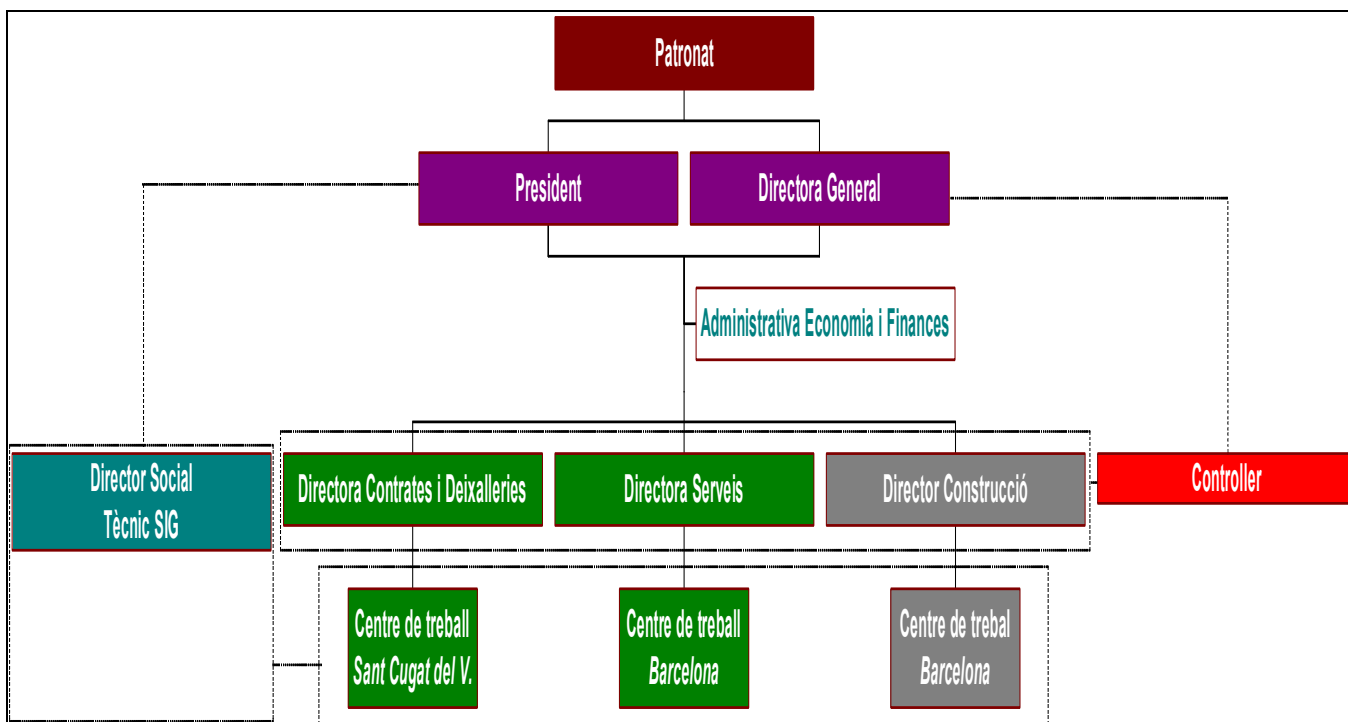 Patronat
President
Directora General
Administrativa Economia i Finances
Director Social
Tècnic SIG
Directora Contrates i Deixalleries
Directora Serveis
Director Construcció
Controller
Centre de treball
Sant Cugat del V.
Centre de treball
Barcelona
Centre de trebal
Barcelona